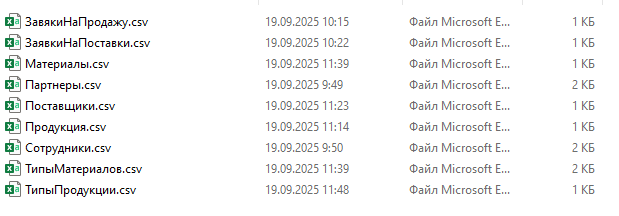 ЗавякиНаПродажу.csv 19.09.2025 10:15 Файл Microsoft E... 1 КБ
ЗаявкиНаПоставки.csv 19.09.2025 10:22 Файл Microsoft E... 1 КБ
Материалы.csv 19.09.2025 11:39 Файл Microsoft E... 1 КБ
Партнеры.csv 19.09.2025 9:49 Файл Microsoft E... 2 КБ
Поставщики.csv 19.09.2025 11:23 Файл Microsoft E... 1 КБ
Продукция.csv 19.09.2025 11:14 Файл Microsoft E... 1 КБ
Сотрудники.csv 19.09.2025 9:50 Файл Microsoft E... 2 КБ
ТипыМатериалов.csv 19.09.2025 11:39 Файл Microsoft E... 2 КБ
ТипыПродукции.csv 19.09.2025 11:48 Файл Microsoft E... 1 КБ